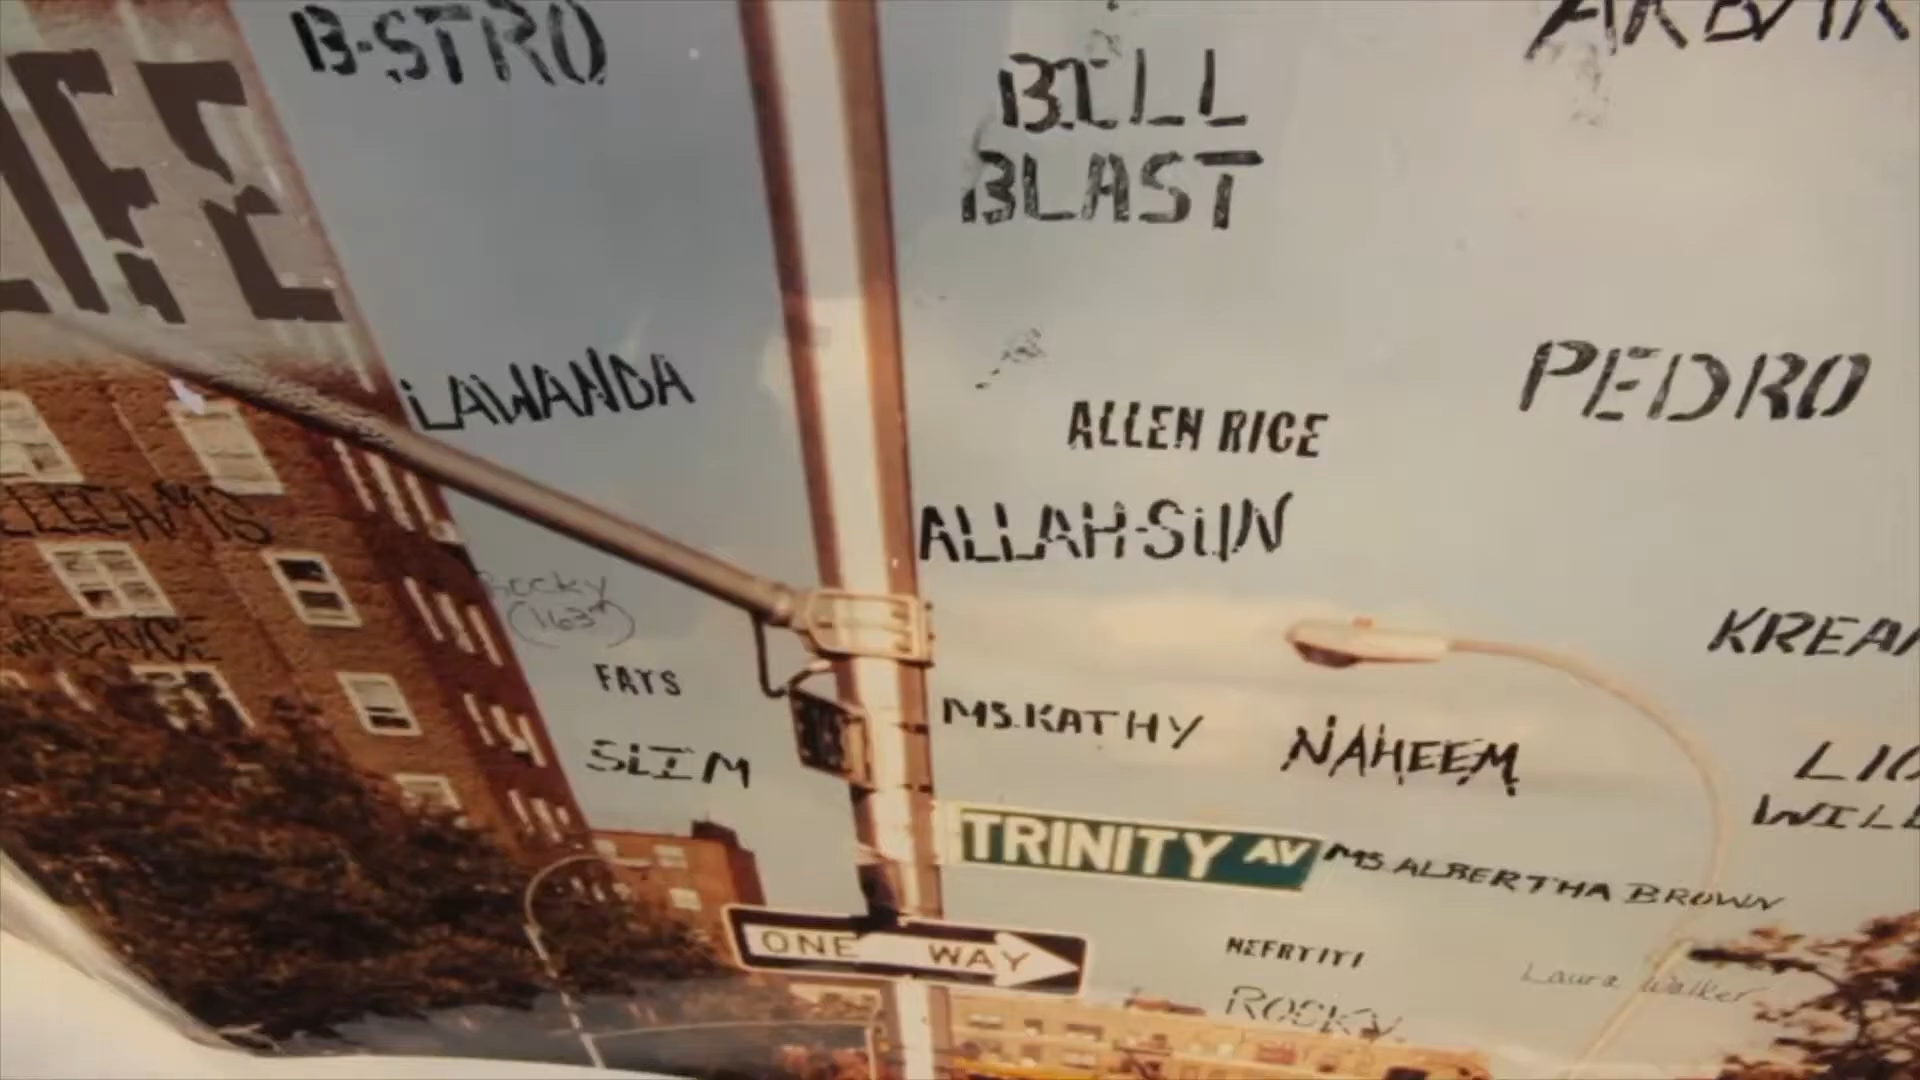 B-STRO
BILL
BLAST
LAWANDA
ALLEN RICE
PEDRO
ALLAH-SUN
(163rd)
FATS
SLIM
MS. KATHY
NAHEEM
TRINITY AV
MS. ALBERTHA BROWN
ONE WAY
NEFRTITI
Laura Walker
ROCKY